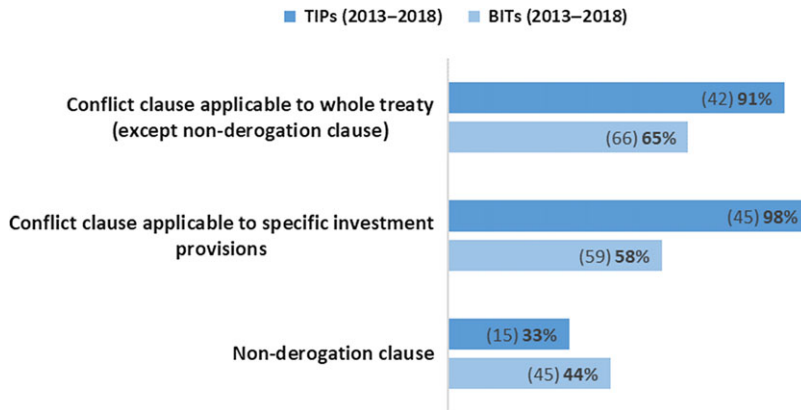 TIPs (2013–2018) BITs (2013–2018)
Conflict clause applicable to whole treaty
(except non-derogation clause)
(42) 91%
(66) 65%
Conflict clause applicable to specific investment
provisions
(45) 98%
(59) 58%
Non-derogation clause
(15) 33%
(45) 44%